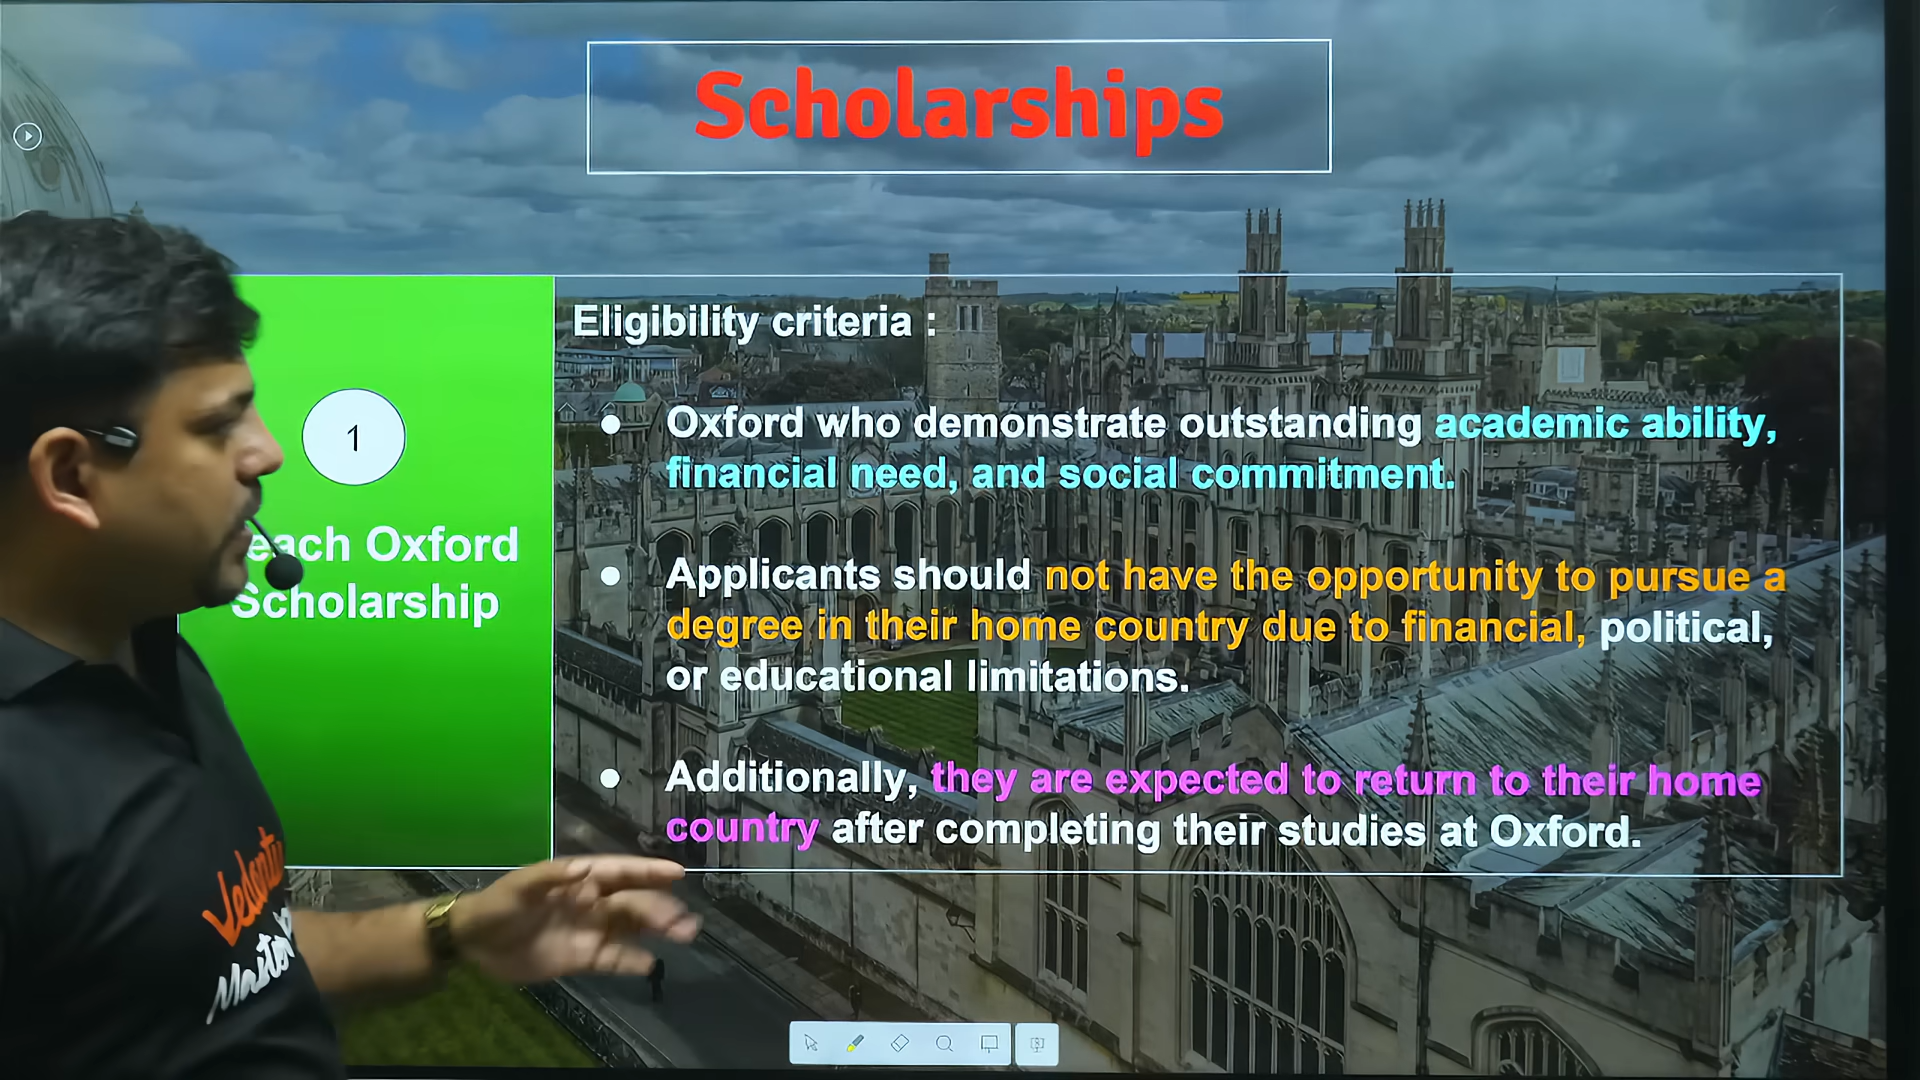 Scholarships
1
each Oxford
Scholarship
Eligibility criteria :
● Oxford who demonstrate outstanding academic ability,
financial need, and social commitment.
● Applicants should not have the opportunity to pursue a
degree in their home country due to financial, political,
or educational limitations.
● Additionally, they are expected to return to their home
country after completing their studies at Oxford.
Vedantu
Master